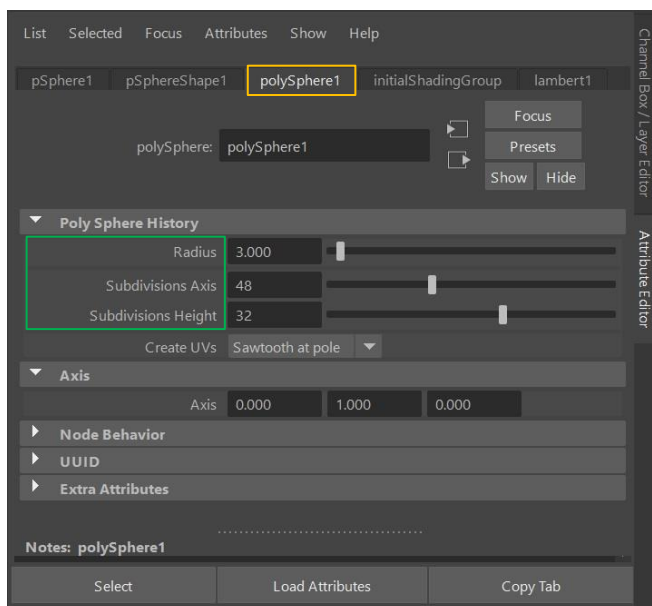 List Selected Focus Attributes Show Help
pSphere1 pSphereShape1 polySphere1 initialShadingGroup lambert1
Focus
polySphere: polySphere1
Presets
Show Hide
Poly Sphere History
Radius 3.000
Subdivisions Axis 48
Subdivisions Height 32
Create UVs Sawtooth at pole
Axis
Axis 0.000 1.000 0.000
Node Behavior
UUID
Extra Attributes
Notes: polySphere1
Select Load Attributes Copy Tab
Channel Box / Layer Editor
Attribute Editor